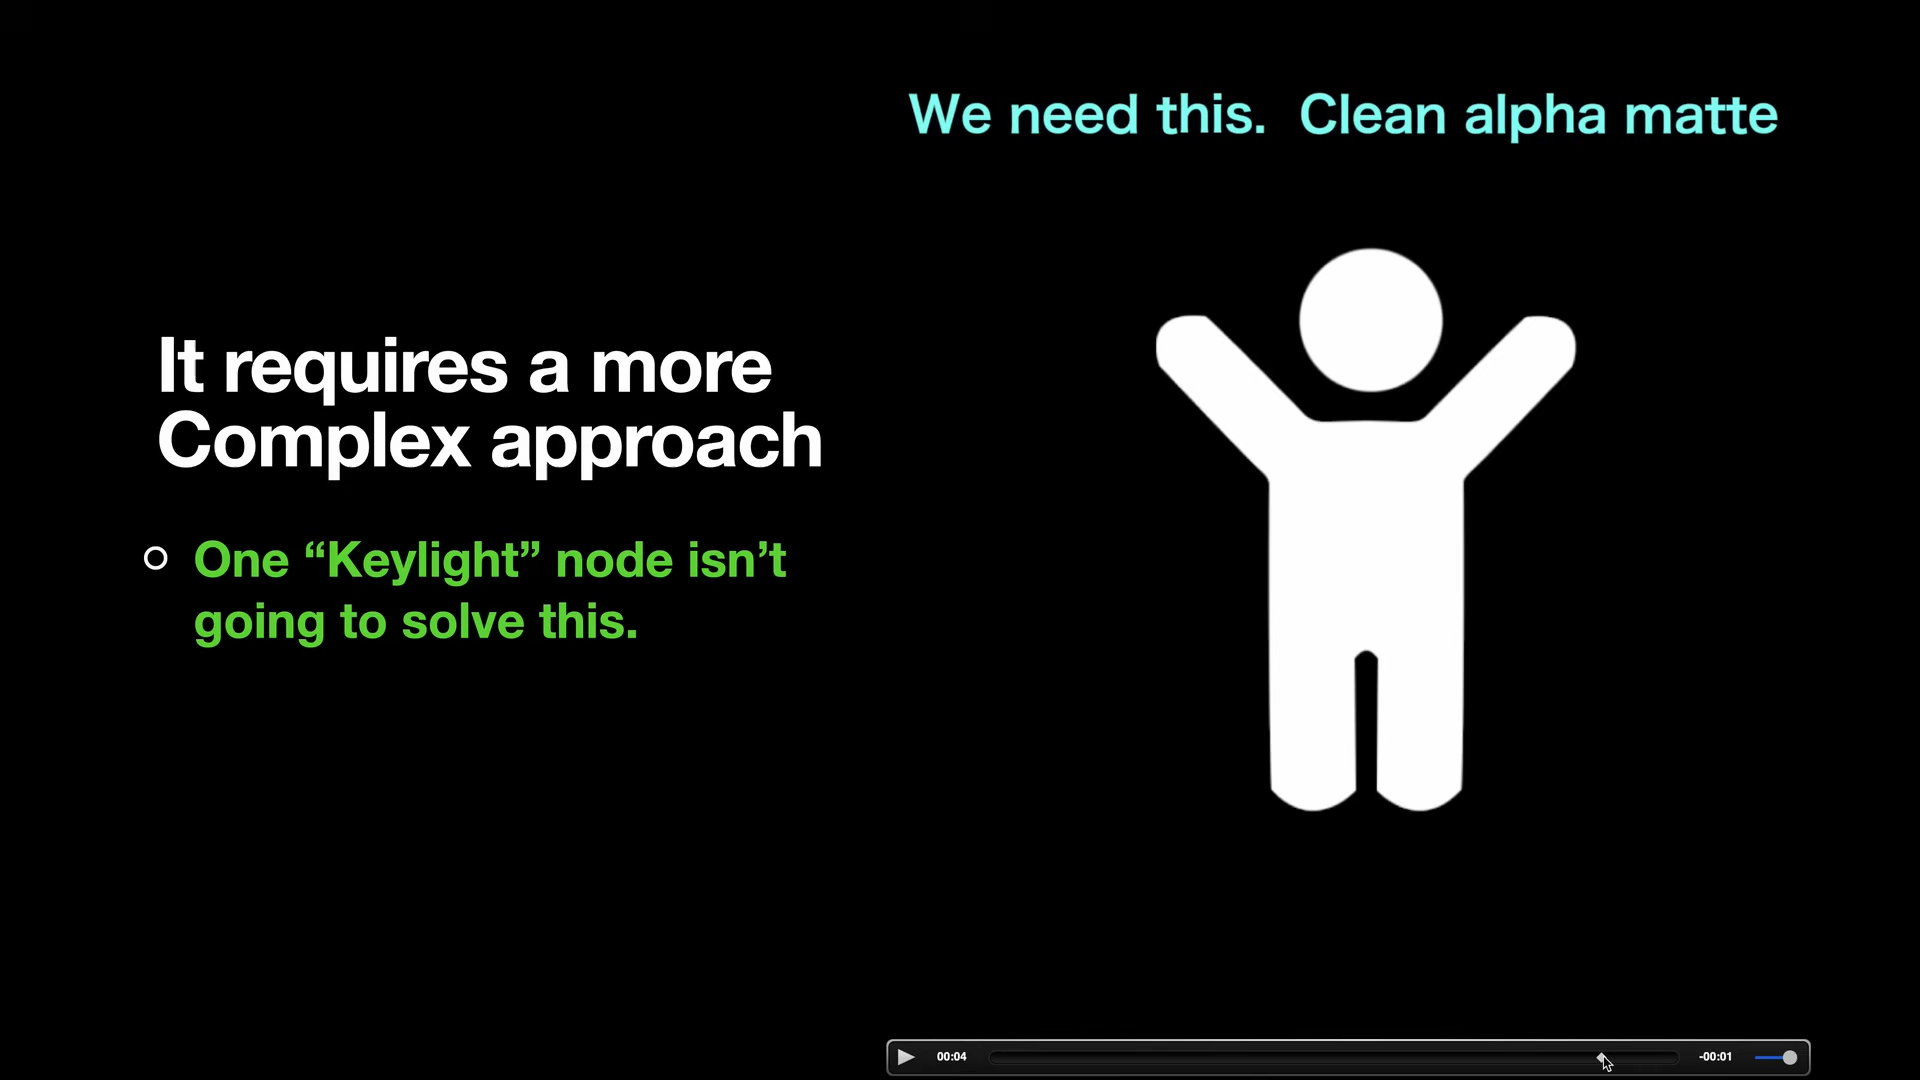 We need this.  Clean alpha matte
It requires a more
Complex approach
One “Keylight” node isn’t
going to solve this.
00:04
-00:01